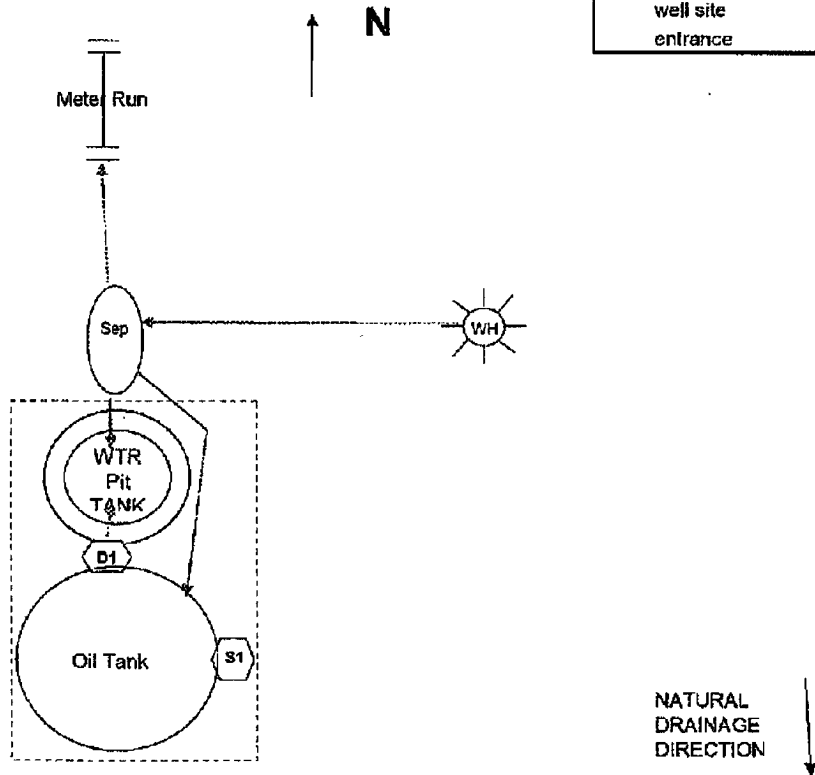 N
well site
entrance
Meter Run
Sep
WH
WTR
Pit
TANK
D1
Oil Tank
S1
NATURAL
DRAINAGE
DIRECTION